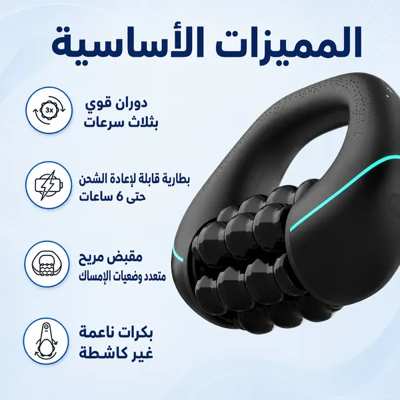 المميزات الأساسية
3x
دوران قوي
بثلاث سرعات
بطارية قابلة لإعادة الشحن
حتى 6 ساعات
مقبض مريح
متعدد وضعيات الإمساك
بكرات ناعمة
غير كاشطة